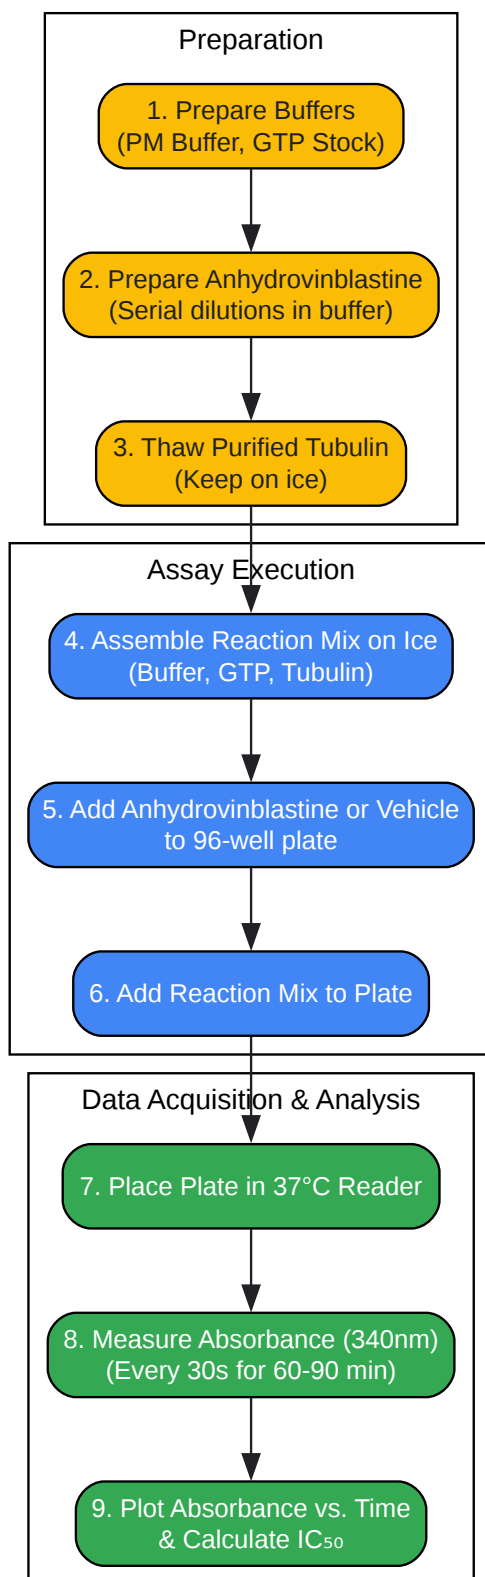 Preparation
1. Prepare Buffers
(PM Buffer, GTP Stock)
2. Prepare Anhydrovinblastine
(Serial dilutions in buffer)
3. Thaw Purified Tubulin
(Keep on ice)
Assay Execution
4. Assemble Reaction Mix on Ice
(Buffer, GTP, Tubulin)
5. Add Anhydrovinblastine or Vehicle
to 96-well plate
6. Add Reaction Mix to Plate
Data Acquisition & Analysis
7. Place Plate in 37°C Reader
8. Measure Absorbance (340nm)
(Every 30s for 60-90 min)
9. Plot Absorbance vs. Time
& Calculate IC₅₀